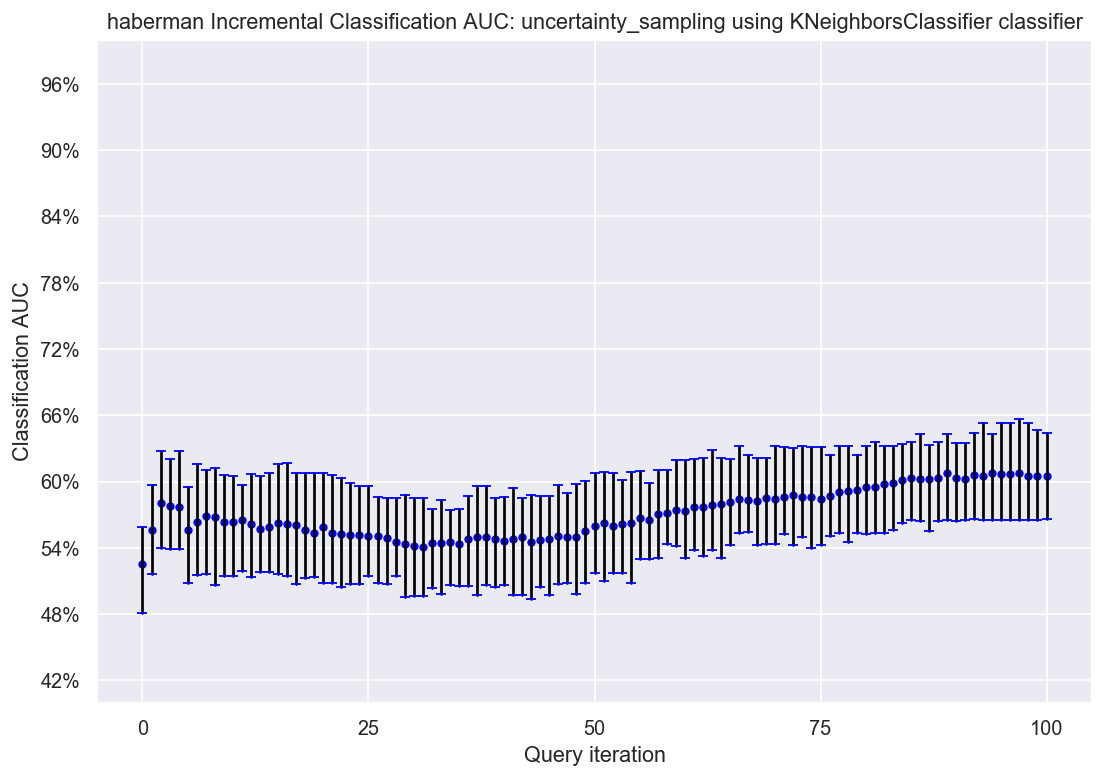 haberman Incremental Classification AUC: uncertainty_sampling using KNeighborsClassifier classifier
96%
90%
84%
78%
72%
66%
60%
54%
48%
42%
Classification AUC
0 25 50 75 100
Query iteration